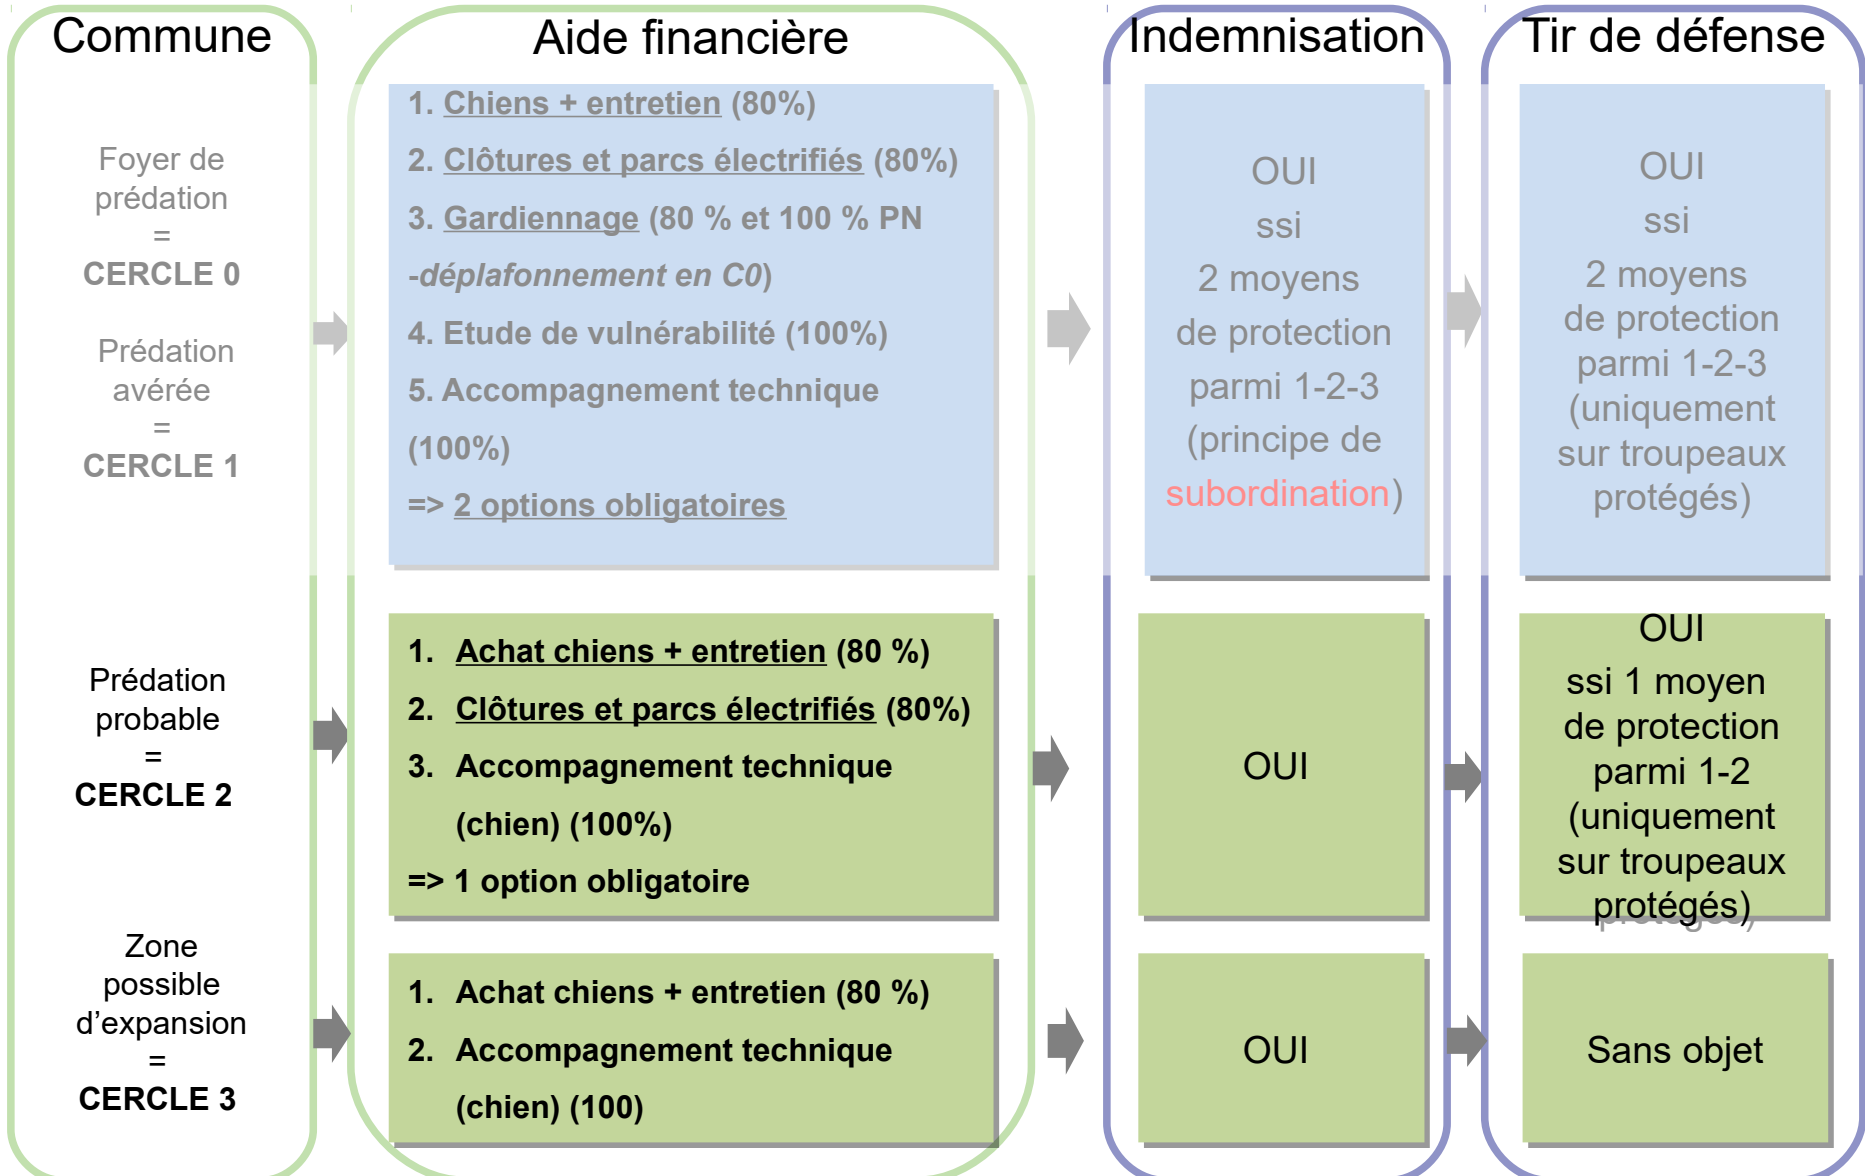 Commune
Aide financière
Indemnisation
Tir de défense
Foyer de
prédation
=
CERCLE 0
Prédation
avérée
=
CERCLE 1
1. Chiens + entretien (80%)
2. Clôtures et parcs électrifiés (80%)
3. Gardiennage (80 % et 100 % PN
-déplafonnement en C0)
4. Etude de vulnérabilité (100%)
5. Accompagnement technique
(100%)
=> 2 options obligatoires
OUI
ssi
2 moyens
de protection
parmi 1-2-3
(principe de
subordination)
OUI
ssi
2 moyens
de protection
parmi 1-2-3
(uniquement
sur troupeaux
protégés)
Prédation
probable
=
CERCLE 2
1. Achat chiens + entretien (80 %)
2. Clôtures et parcs électrifiés (80%)
3. Accompagnement technique
(chien) (100%)
=> 1 option obligatoire
OUI
OUI
ssi 1 moyen
de protection
parmi 1-2
(uniquement
sur troupeaux
protégés)
Zone
possible
d’expansion
=
CERCLE 3
1. Achat chiens + entretien (80 %)
2. Accompagnement technique
(chien) (100)
OUI
Sans objet